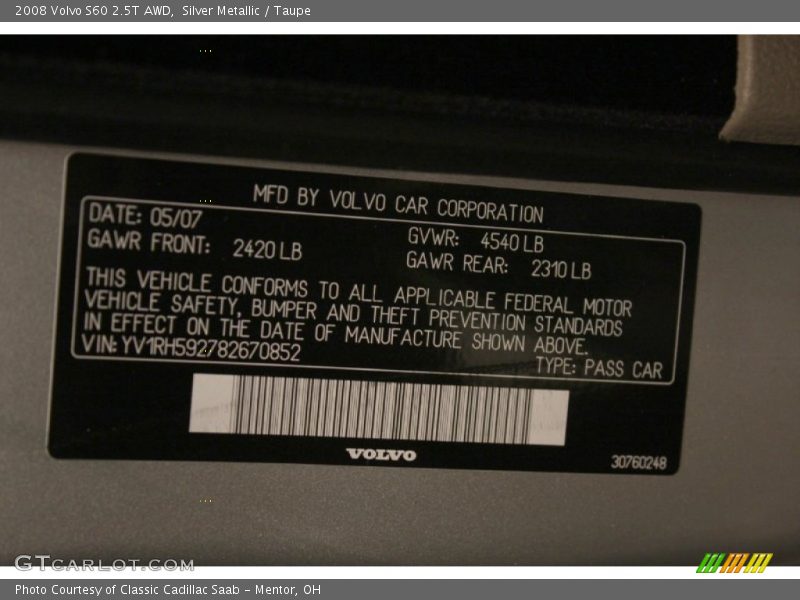 2008 Volvo S60 2.5T AWD,  Silver Metallic / Taupe
MFD BY VOLVO CAR CORPORATION
DATE: 05/07
GVWR: 4540 LB
GAWR FRONT: 2420 LB
GAWR REAR: 2310 LB
THIS VEHICLE CONFORMS TO ALL APPLICABLE FEDERAL MOTOR
VEHICLE SAFETY, BUMPER AND THEFT PREVENTION STANDARDS
IN EFFECT ON THE DATE OF MANUFACTURE SHOWN ABOVE.
VIN: YV1RH592782670852
TYPE: PASS CAR
VOLVO
30760248
GTCARLOT.COM
Photo Courtesy of Classic Cadillac Saab – Mentor, OH